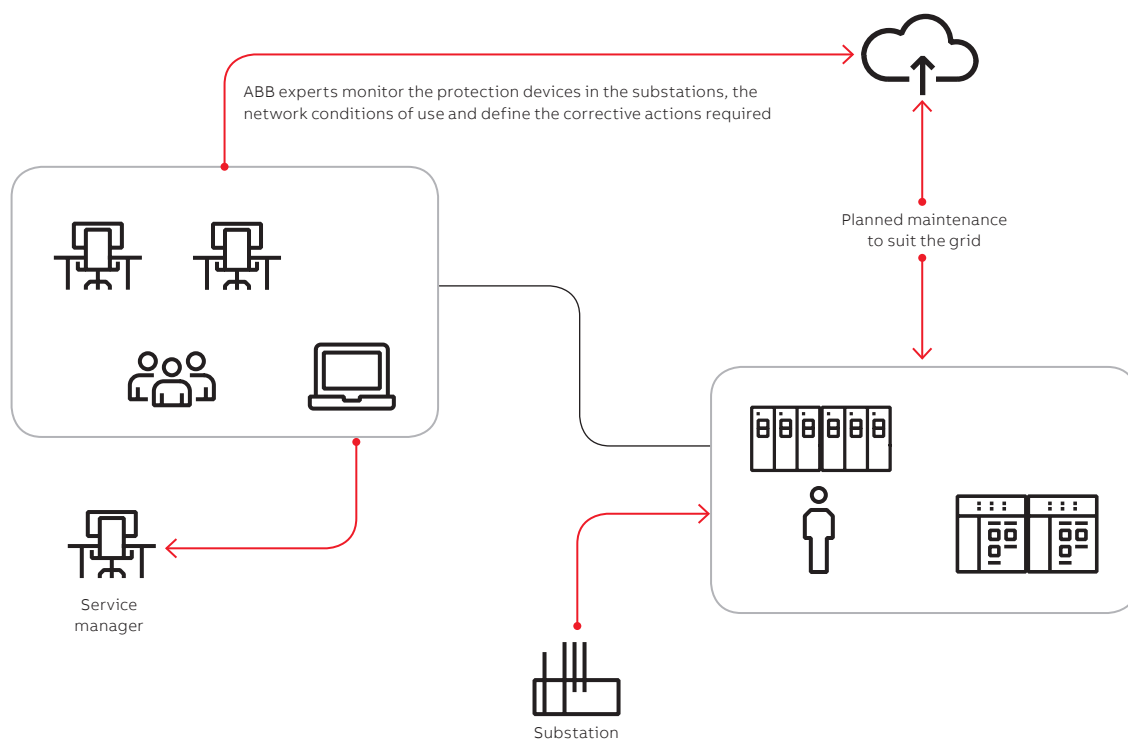 ABB experts monitor the protection devices in the substations, the
network conditions of use and define the corrective actions required
Planned maintenance
to suit the grid
Service
manager
Substation